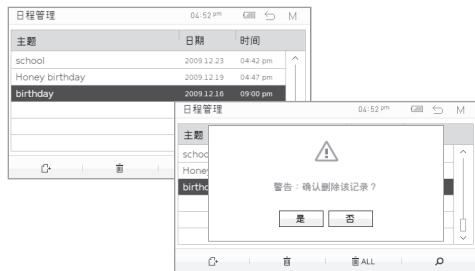 日程管理 04:52 pm M
主题 日期 时间
school 2009.12.23 04:42 pm
Honey birthday 2009.12.19 04:47 pm
birthday 2009.12.16 09:00 pm
日程管理 04:52 pm M
主题
schoo
Honey
birthd
警告：确认删除该记录？
是 否
ALL